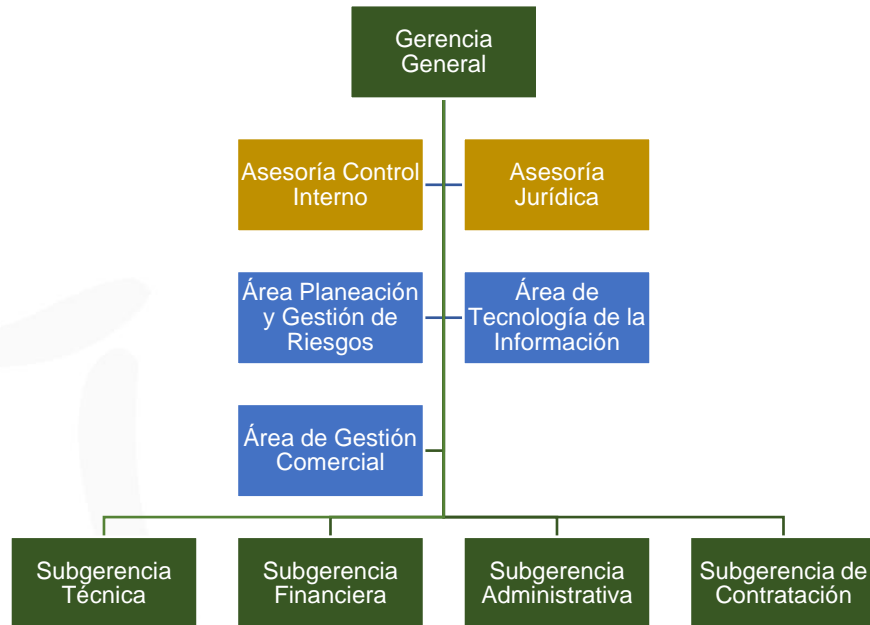 Gerencia
General
Asesoría Control
Interno
Asesoría
Jurídica
Área Planeación
y Gestión de
Riesgos
Área de
Tecnología de la
Información
Área de Gestión
Comercial
Subgerencia
Técnica
Subgerencia
Financiera
Subgerencia
Administrativa
Subgerencia de
Contratación